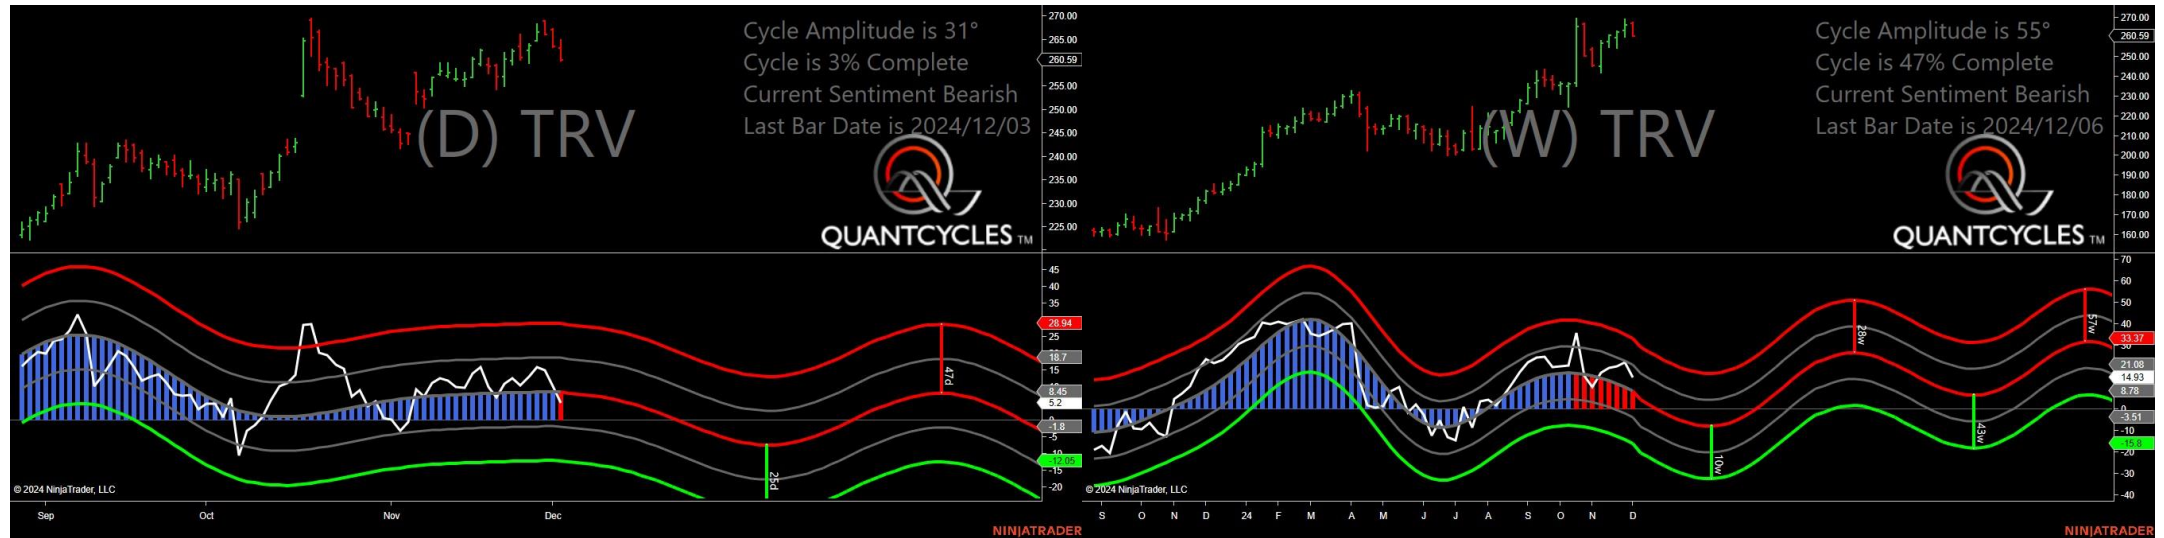 Cycle Amplitude is 31°
Cycle is 3% Complete
Current Sentiment Bearish
Last Bar Date is 2024/12/03
(D) TRV
QUANTCYCLES TM
270.00
265.00
260.59
255.00
250.00
245.00
240.00
235.00
230.00
225.00
45
40
35
28.94
25
18.7
15
8.45
5.2
-1.8
-5
-12.05
-15
-20
47d
25d
© 2024 NinjaTrader, LLC
Sep Oct Nov Dec
NINJATRADER
Cycle Amplitude is 55°
Cycle is 47% Complete
Current Sentiment Bearish
Last Bar Date is 2024/12/06
(W) TRV
QUANTCYCLES TM
270.00
260.59
250.00
240.00
230.00
220.00
210.00
200.00
190.00
180.00
170.00
160.00
70
60
50
40
33.37
30
21.08
14.93
8.78
0
-3.51
-10
-15.8
-20
-30
-40
28w
57w
43w
10w
© 2024 NinjaTrader, LLC
S O N D 24 F M A M J J A S O N D
NINJATRADER